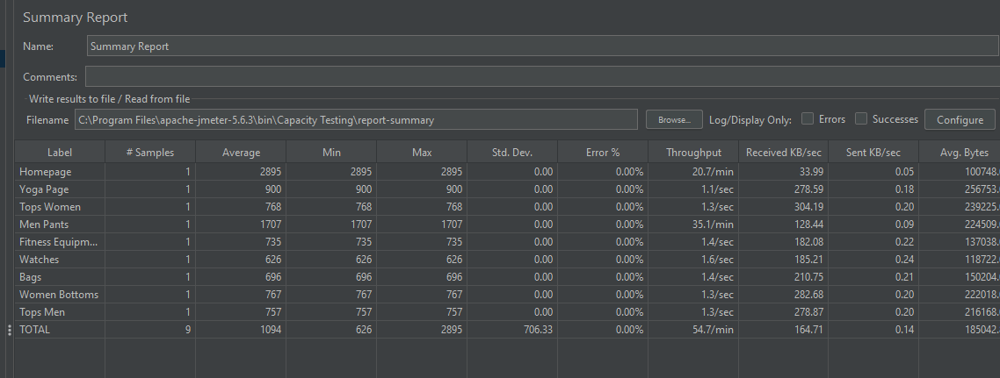 Summary Report
Name: Summary Report
Comments:
Write results to file / Read from file
Filename C:\Program Files\apache-jmeter-5.6.3\bin\Capacity Testing\report-summary Browse... Log/Display Only: Errors Successes Configure
Label # Samples Average Min Max Std. Dev. Error % Throughput Received KB/sec Sent KB/sec Avg. Bytes
Homepage 1 2895 2895 2895 0.00 0.00% 20.7/min 33.99 0.05 100748.
Yoga Page 1 900 900 900 0.00 0.00% 1.1/sec 278.59 0.18 256753.
Tops Women 1 768 768 768 0.00 0.00% 1.3/sec 304.19 0.20 239225.
Men Pants 1 1707 1707 1707 0.00 0.00% 35.1/min 128.44 0.09 224509.
Fitness Equipm... 1 735 735 735 0.00 0.00% 1.4/sec 182.08 0.22 137038.
Watches 1 626 626 626 0.00 0.00% 1.6/sec 185.21 0.24 118722.
Bags 1 696 696 696 0.00 0.00% 1.4/sec 210.75 0.21 150204.
Women Bottoms 1 767 767 767 0.00 0.00% 1.3/sec 282.68 0.20 222018.
Tops Men 1 757 757 757 0.00 0.00% 1.3/sec 278.87 0.20 216168.
TOTAL 9 1094 626 2895 706.33 0.00% 54.7/min 164.71 0.14 185042.